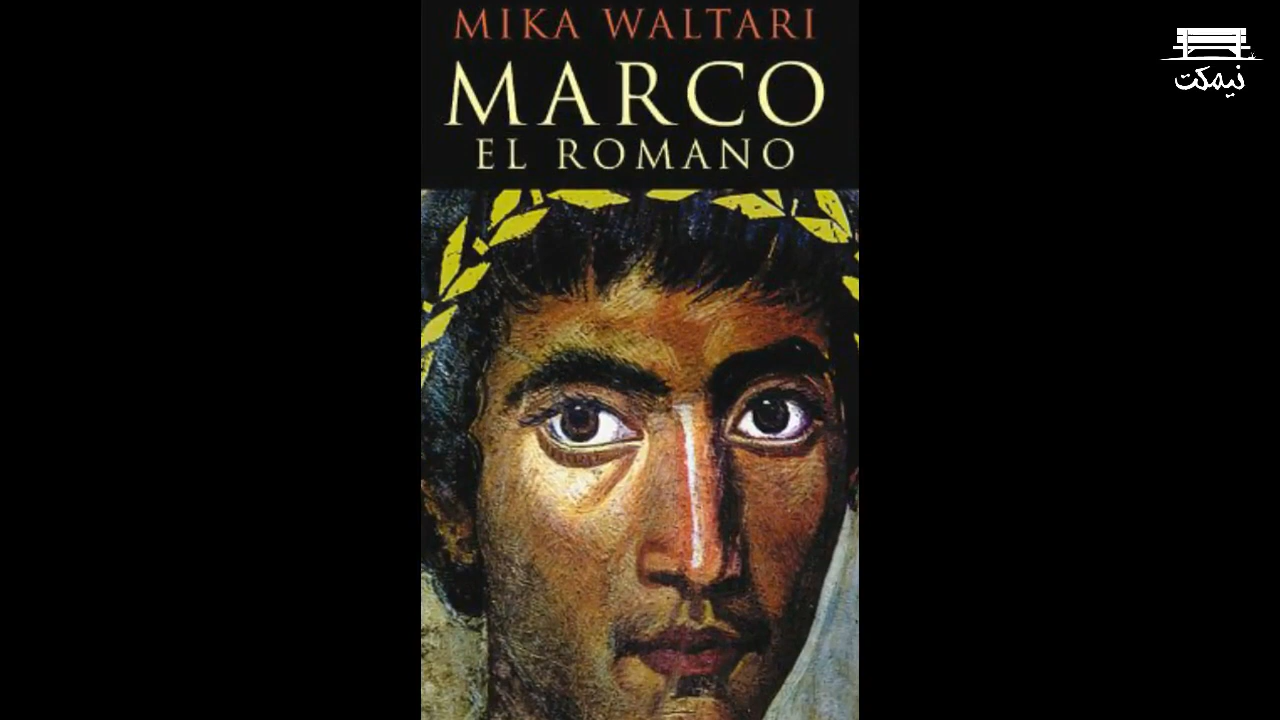 MIKA WALTARI
MARCO
EL ROMANO
نیمکت